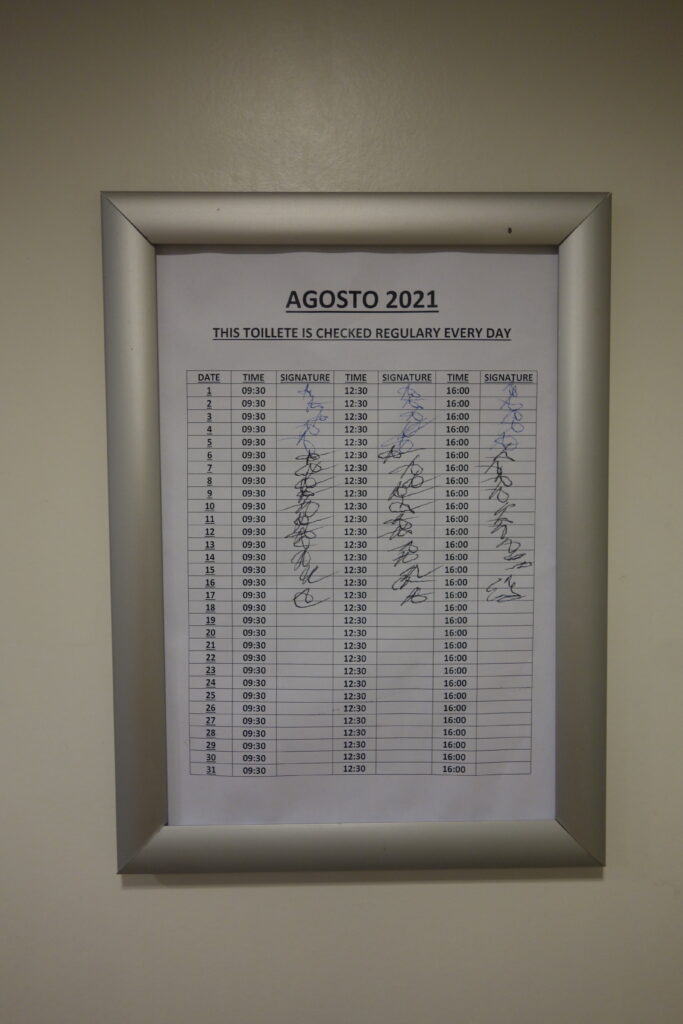 AGOSTO 2021
THIS TOILLETE IS CHECKED REGULARY EVERY DAY
DATE TIME SIGNATURE TIME SIGNATURE TIME SIGNATURE
1 09:30 12:30 16:00
2 09:30 12:30 16:00
3 09:30 12:30 16:00
4 09:30 12:30 16:00
5 09:30 12:30 16:00
6 09:30 12:30 16:00
7 09:30 12:30 16:00
8 09:30 12:30 16:00
9 09:30 12:30 16:00
10 09:30 12:30 16:00
11 09:30 12:30 16:00
12 09:30 12:30 16:00
13 09:30 12:30 16:00
14 09:30 12:30 16:00
15 09:30 12:30 16:00
16 09:30 12:30 16:00
17 09:30 12:30 16:00
18 09:30 12:30 16:00
19 09:30 12:30 16:00
20 09:30 12:30 16:00
21 09:30 12:30 16:00
22 09:30 12:30 16:00
23 09:30 12:30 16:00
24 09:30 12:30 16:00
25 09:30 12:30 16:00
26 09:30 12:30 16:00
27 09:30 12:30 16:00
28 09:30 12:30 16:00
29 09:30 12:30 16:00
30 09:30 12:30 16:00
31 09:30 12:30 16:00